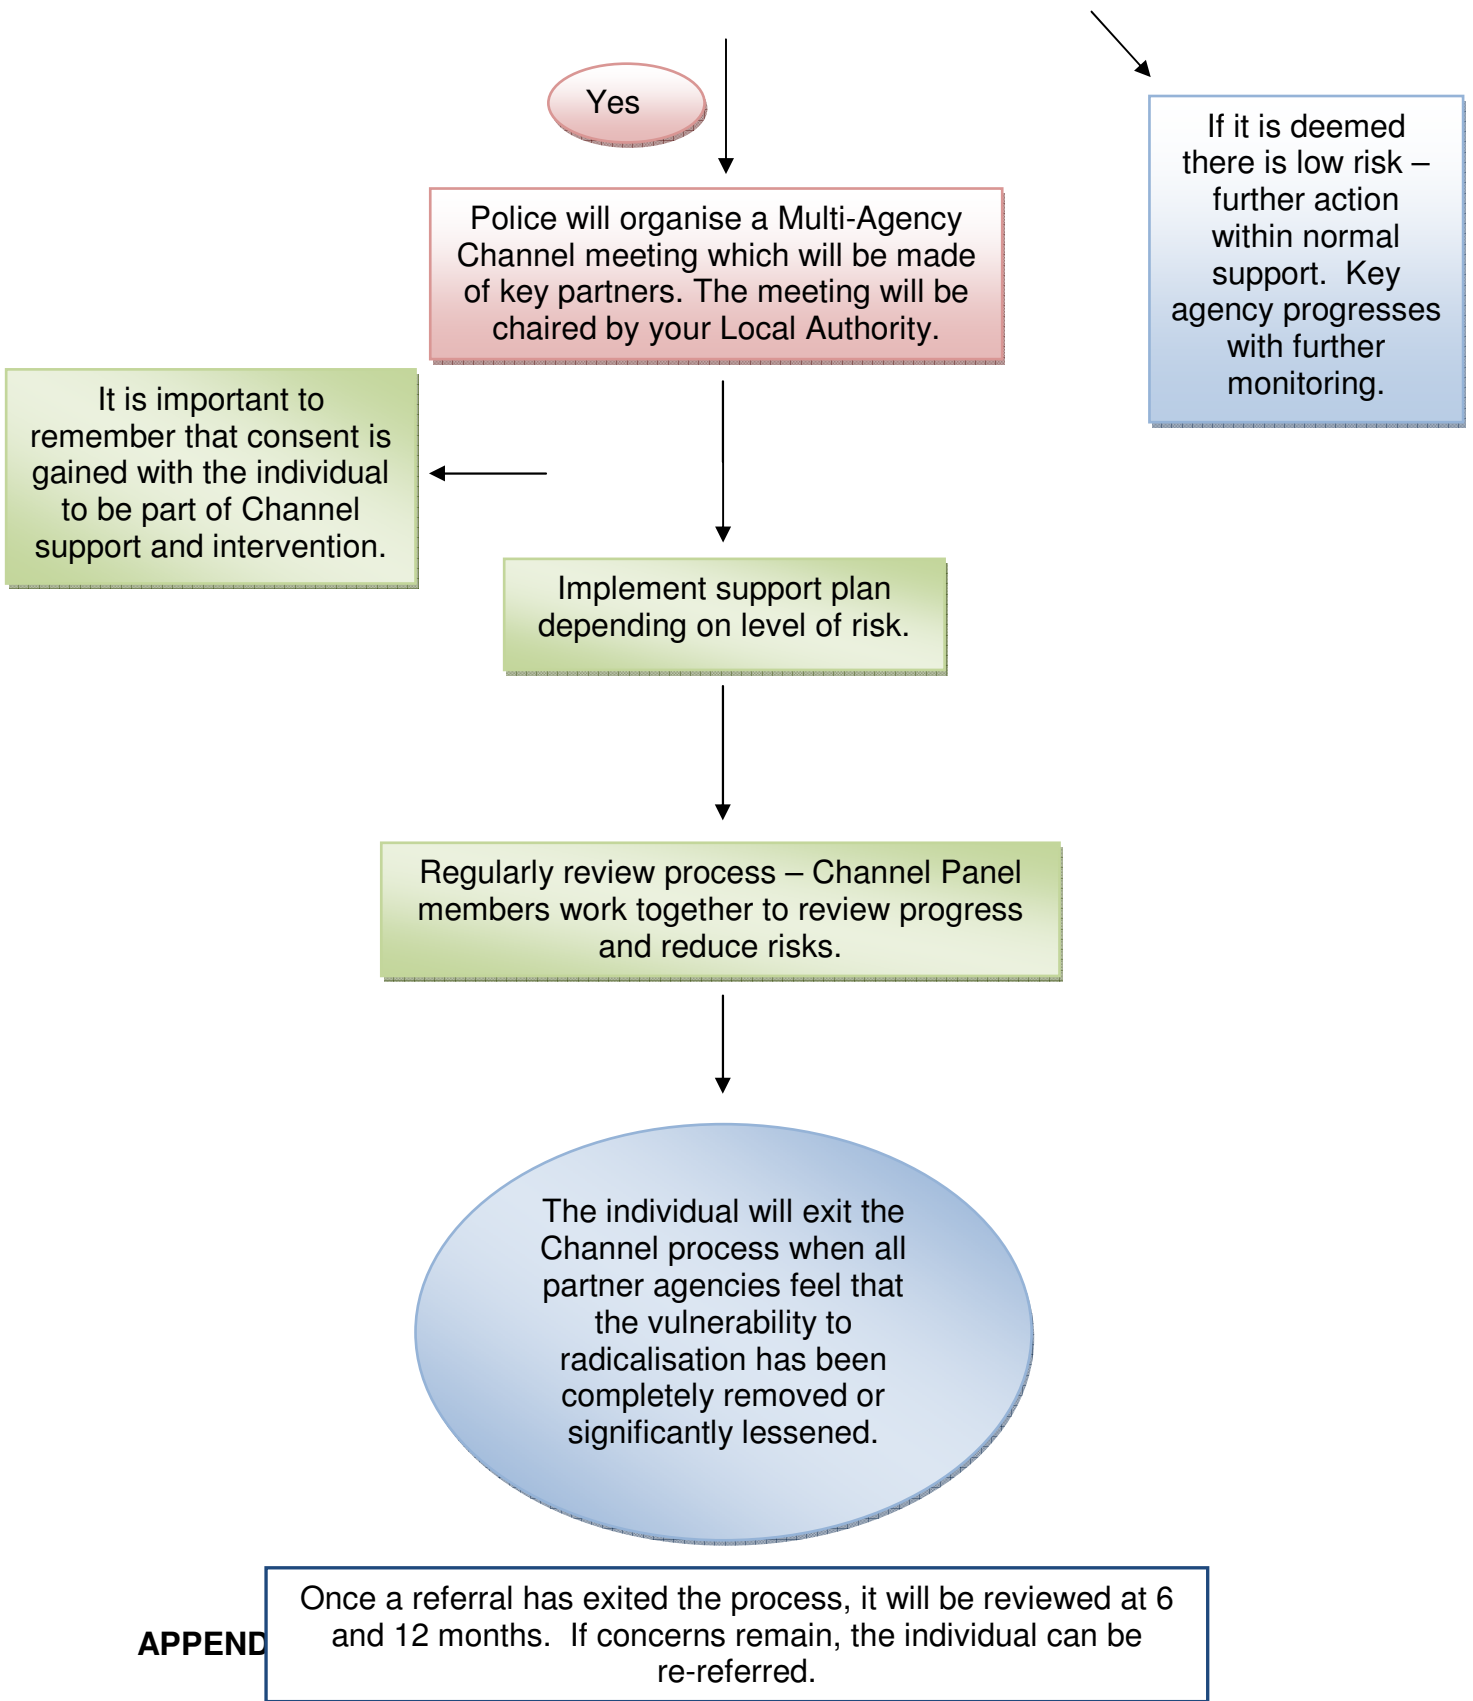 Yes
If it is deemed
there is low risk –
further action
within normal
support.  Key
agency progresses
with further
monitoring.
Police will organise a Multi-Agency
Channel meeting which will be made
of key partners. The meeting will be
chaired by your Local Authority.
It is important to
remember that consent is
gained with the individual
to be part of Channel
support and intervention.
Implement support plan
depending on level of risk.
Regularly review process – Channel Panel
members work together to review progress
and reduce risks.
The individual will exit the
Channel process when all
partner agencies feel that
the vulnerability to
radicalisation has been
completely removed or
significantly lessened.
Once a referral has exited the process, it will be reviewed at 6
and 12 months.  If concerns remain, the individual can be
re-referred.
APPEND